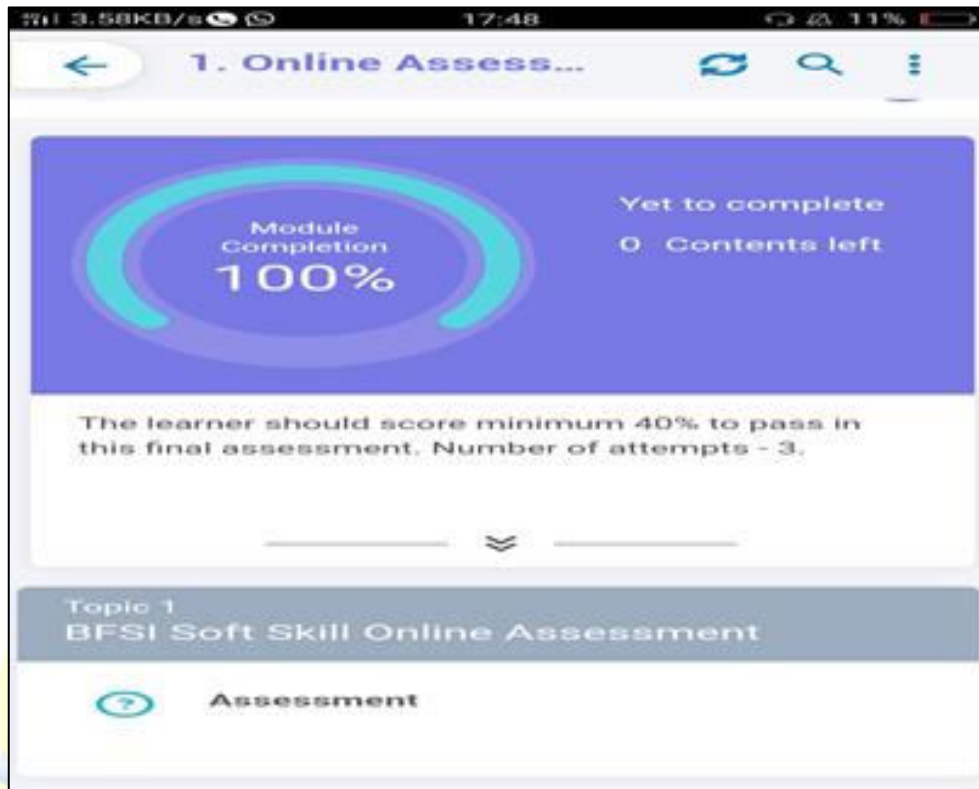 3.58KB/s 17:48 11%
1. Online Assess...
Module
Completion
100%
Yet to complete
0 Contents left
The learner should score minimum 40% to pass in
this final assessment. Number of attempts - 3.
Topic 1
BFSI Soft Skill Online Assessment
? Assessment